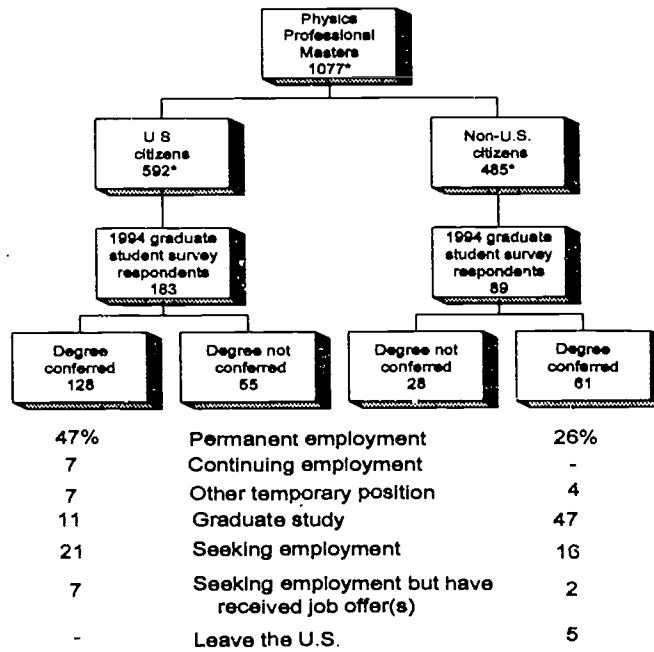 Physics
Professional
Masters
1077*
U S
citizens
592*
Non-U.S.
citizens
485*
1994 graduate
student survey
respondents
183
1994 graduate
student survey
respondents
89
Degree
conferred
128
Degree not
conferred
55
Degree not
conferred
28
Degree
conferred
61
47% Permanent employment 26%
7 Continuing employment -
7 Other temporary position 4
11 Graduate study 47
21 Seeking employment 16
7 Seeking employment but have 2
received job offer(s)
- Leave the U.S. 5